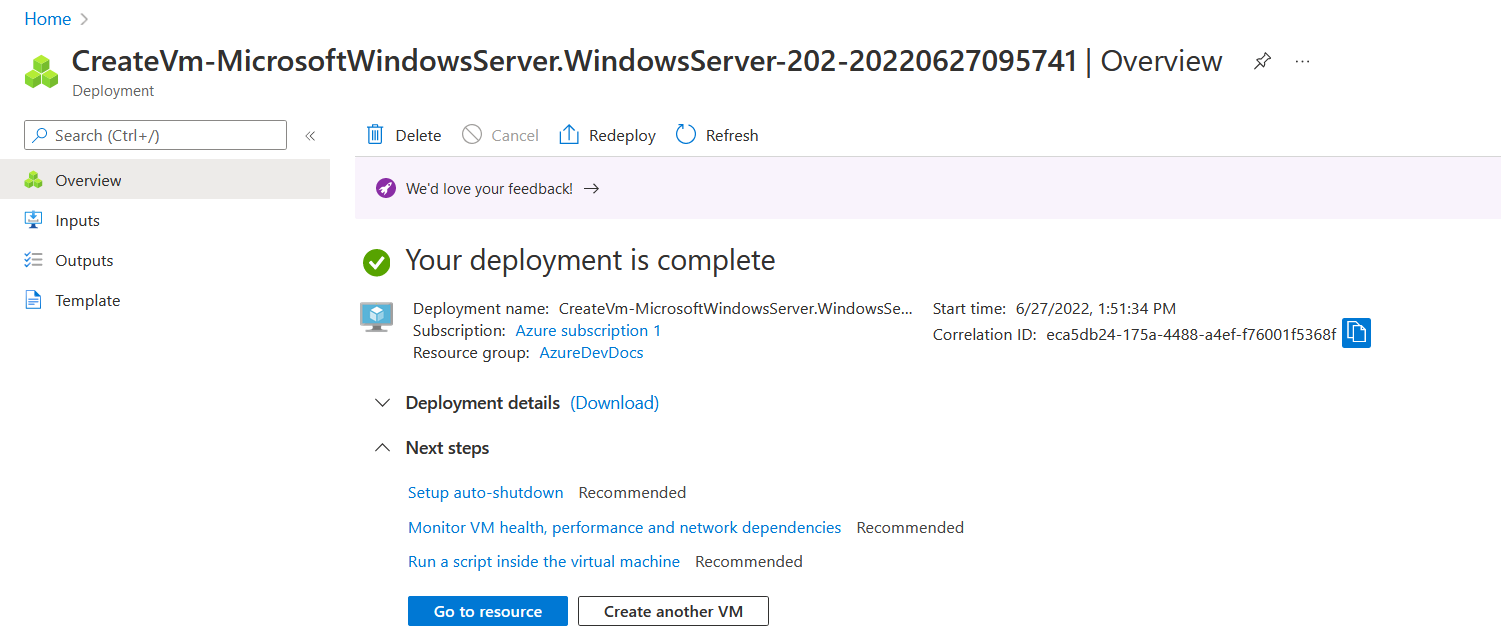 Home
CreateVm-MicrosoftWindowsServer.WindowsServer-202-20220627095741 | Overview
Deployment
Search (Ctrl+/)
Overview
Inputs
Outputs
Template
Delete Cancel Redeploy Refresh
We'd love your feedback! →
Your deployment is complete
Deployment name: CreateVm-MicrosoftWindowsServer.WindowsSe... Start time: 6/27/2022, 1:51:34 PM
Subscription: Azure subscription 1 Correlation ID: eca5db24-175a-4488-a4ef-f76001f5368f
Resource group: AzureDevDocs
Deployment details (Download)
Next steps
Setup auto-shutdown Recommended
Monitor VM health, performance and network dependencies Recommended
Run a script inside the virtual machine Recommended
Go to resource Create another VM